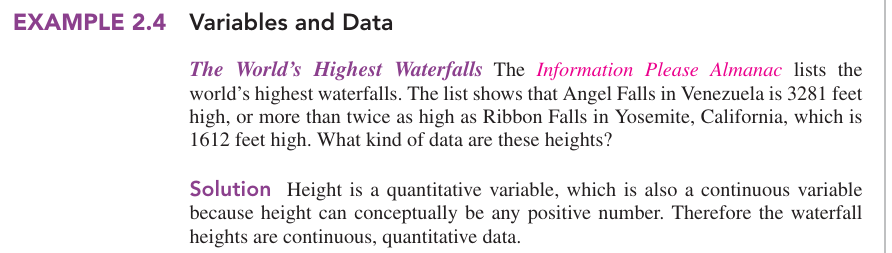 EXAMPLE 2.4 Variables and Data
The World's Highest Waterfalls The Information Please Almanac lists the
world's highest waterfalls. The list shows that Angel Falls in Venezuela is 3281 feet
high, or more than twice as high as Ribbon Falls in Yosemite, California, which is
1612 feet high. What kind of data are these heights?
Solution Height is a quantitative variable, which is also a continuous variable
because height can conceptually be any positive number. Therefore the waterfall
heights are continuous, quantitative data.